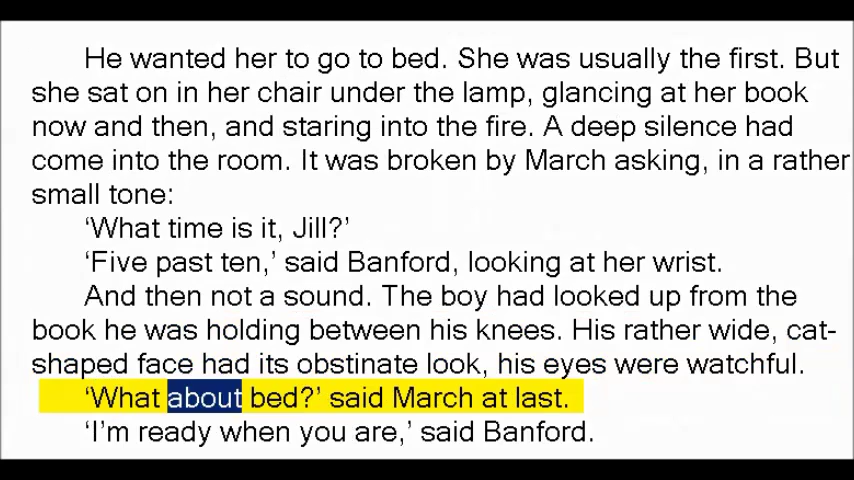 He wanted her to go to bed. She was usually the first. But
she sat on in her chair under the lamp, glancing at her book
now and then, and staring into the fire. A deep silence had
come into the room. It was broken by March asking, in a rather
small tone:
‘What time is it, Jill?’
‘Five past ten,’ said Banford, looking at her wrist.
And then not a sound. The boy had looked up from the
book he was holding between his knees. His rather wide, cat-
shaped face had its obstinate look, his eyes were watchful.
‘What about bed?’ said March at last.
‘I’m ready when you are,’ said Banford.